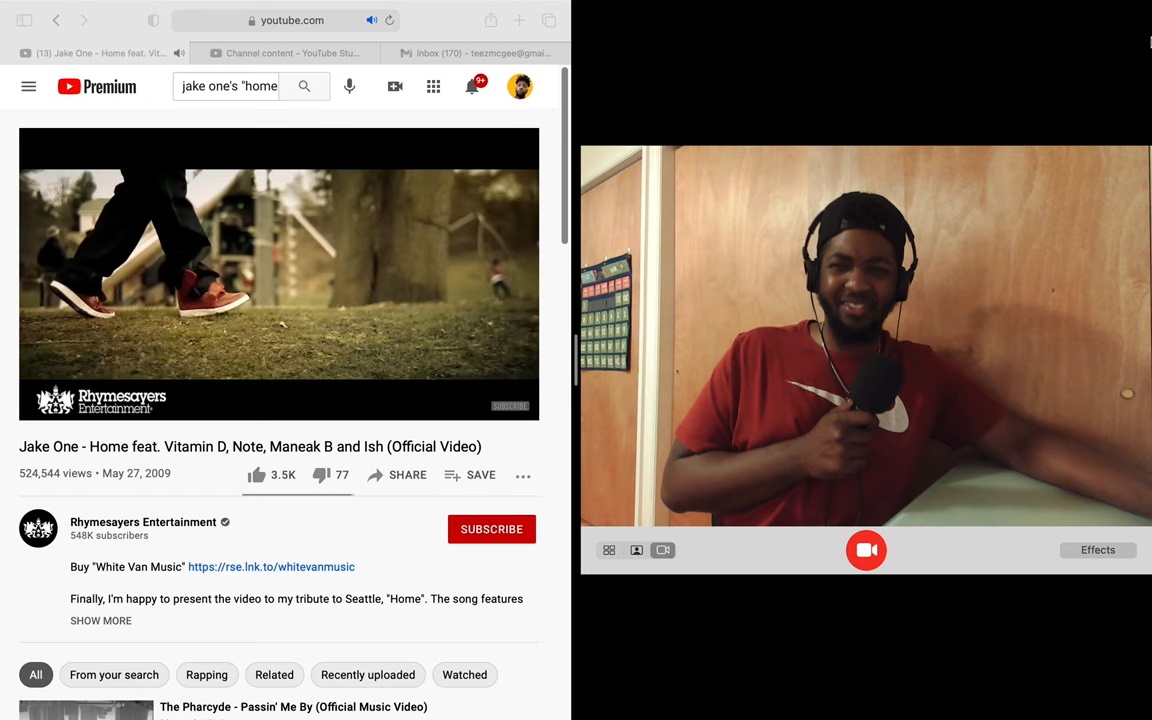 youtube.com
(13) Jake One - Home feat. Vit...
Channel content - YouTube Stu...
Inbox (170) - teezmcgee@gmai...
Premium
jake one's "home
9+
Rhymesayers
Entertainment
SUBSCRIBE
Jake One - Home feat. Vitamin D, Note, Maneak B and Ish (Official Video)
524,544 views • May 27, 2009
3.5K
77
SHARE
SAVE
Rhymesayers Entertainment
548K subscribers
SUBSCRIBE
Buy "White Van Music" https://rse.lnk.to/whitevanmusic
Finally, I'm happy to present the video to my tribute to Seattle, "Home". The song features
SHOW MORE
All
From your search
Rapping
Related
Recently uploaded
Watched
The Pharcyde - Passin' Me By (Official Music Video)
Effects